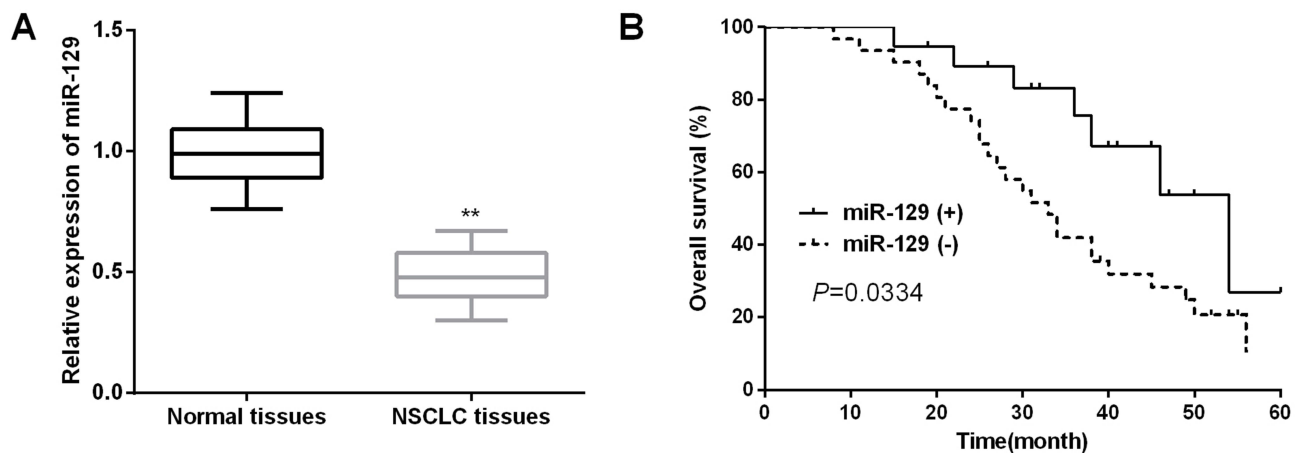 A
Relative expression of miR-129
1.5
1.0
0.5
0.0
**
Normal tissues
NSCLC tissues
B
Overall survival (%)
100
80
60
40
20
0
miR-129 (+)
miR-129 (-)
P=0.0334
0 10 20 30 40 50 60
Time(month)